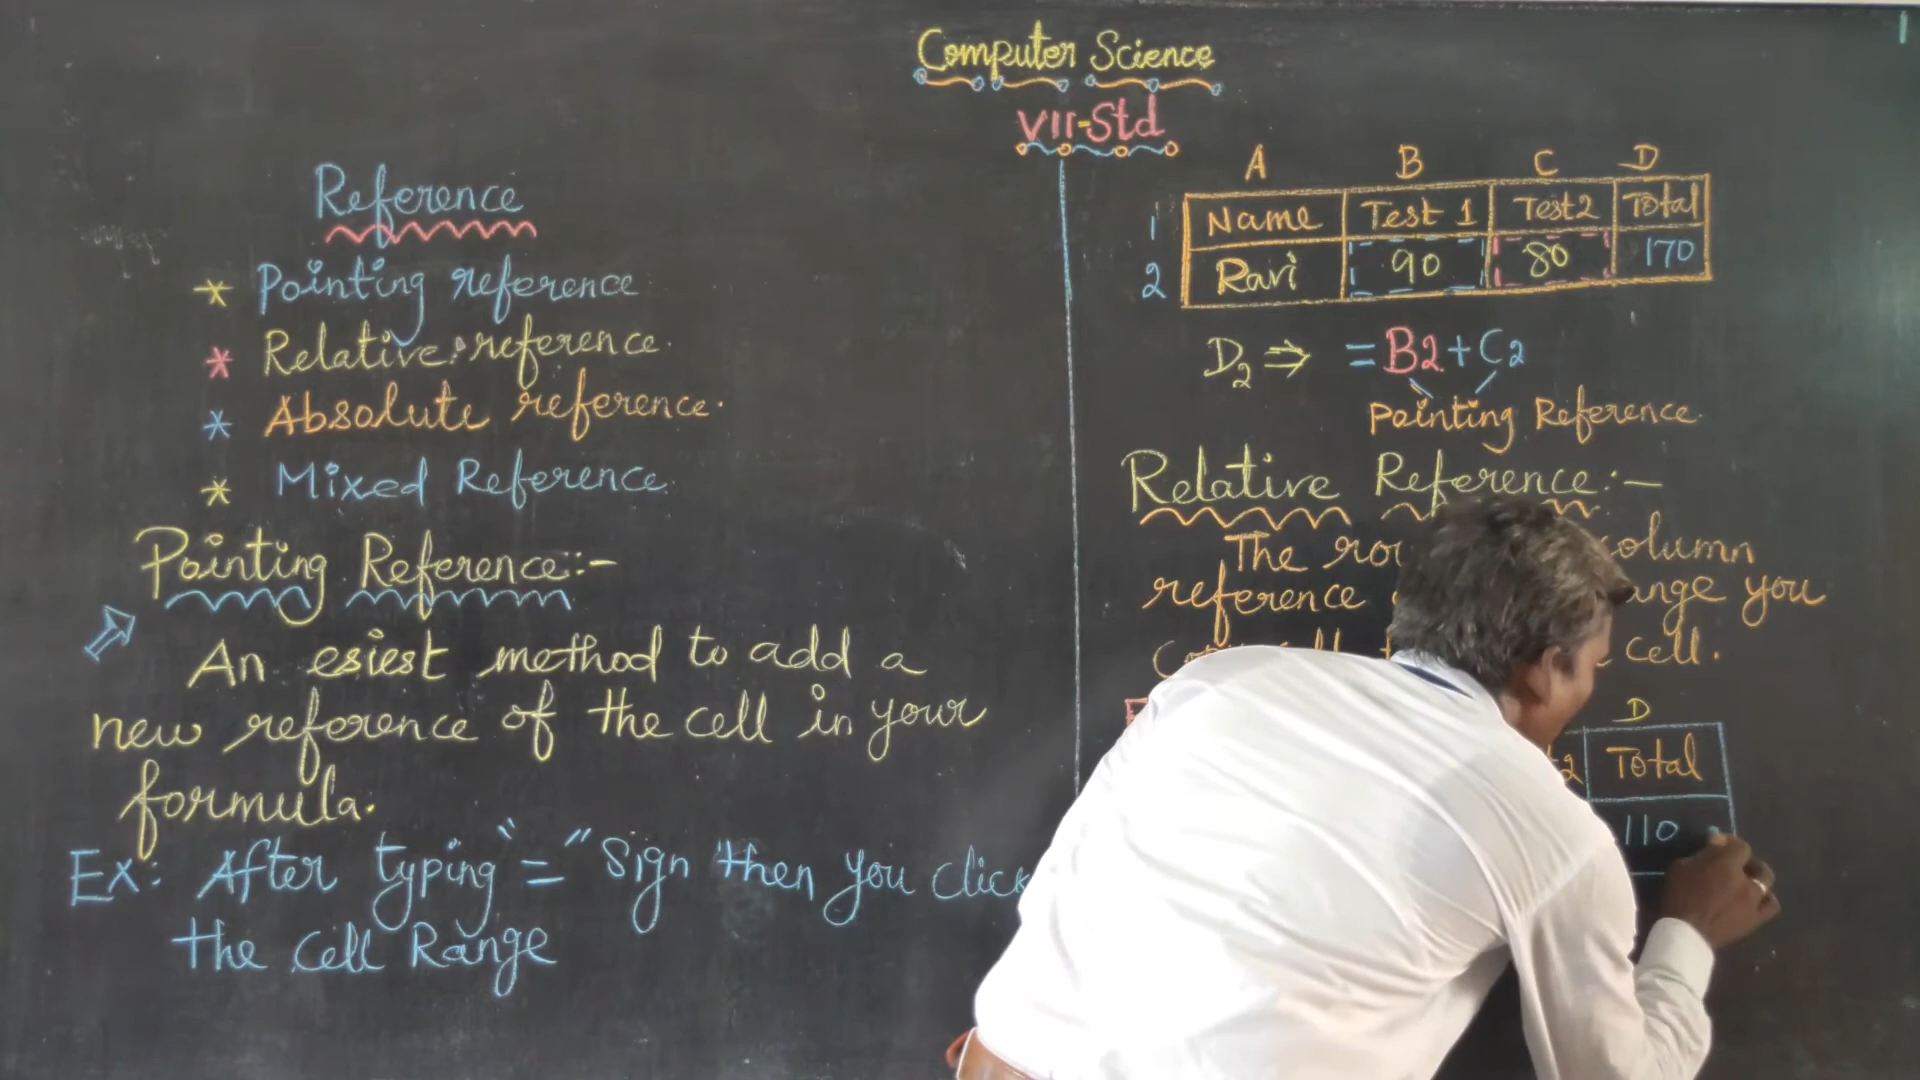 Computer Science
VII-Std
Reference
* Pointing reference
* Relative reference.
* Absolute reference.
* Mixed Reference.
Pointing Reference:-
An esiest method to add a
new reference of the cell in your
formula.
Ex: After typing "=" Sign then you click
the cell Range
A B C D
1 Name Test 1 Test2 Total
2 Ravi 90 80 170
D2 ⇒ =B2+C2
Pointing Reference
Relative Reference:-
The column
reference you
cell.
D
Total
110